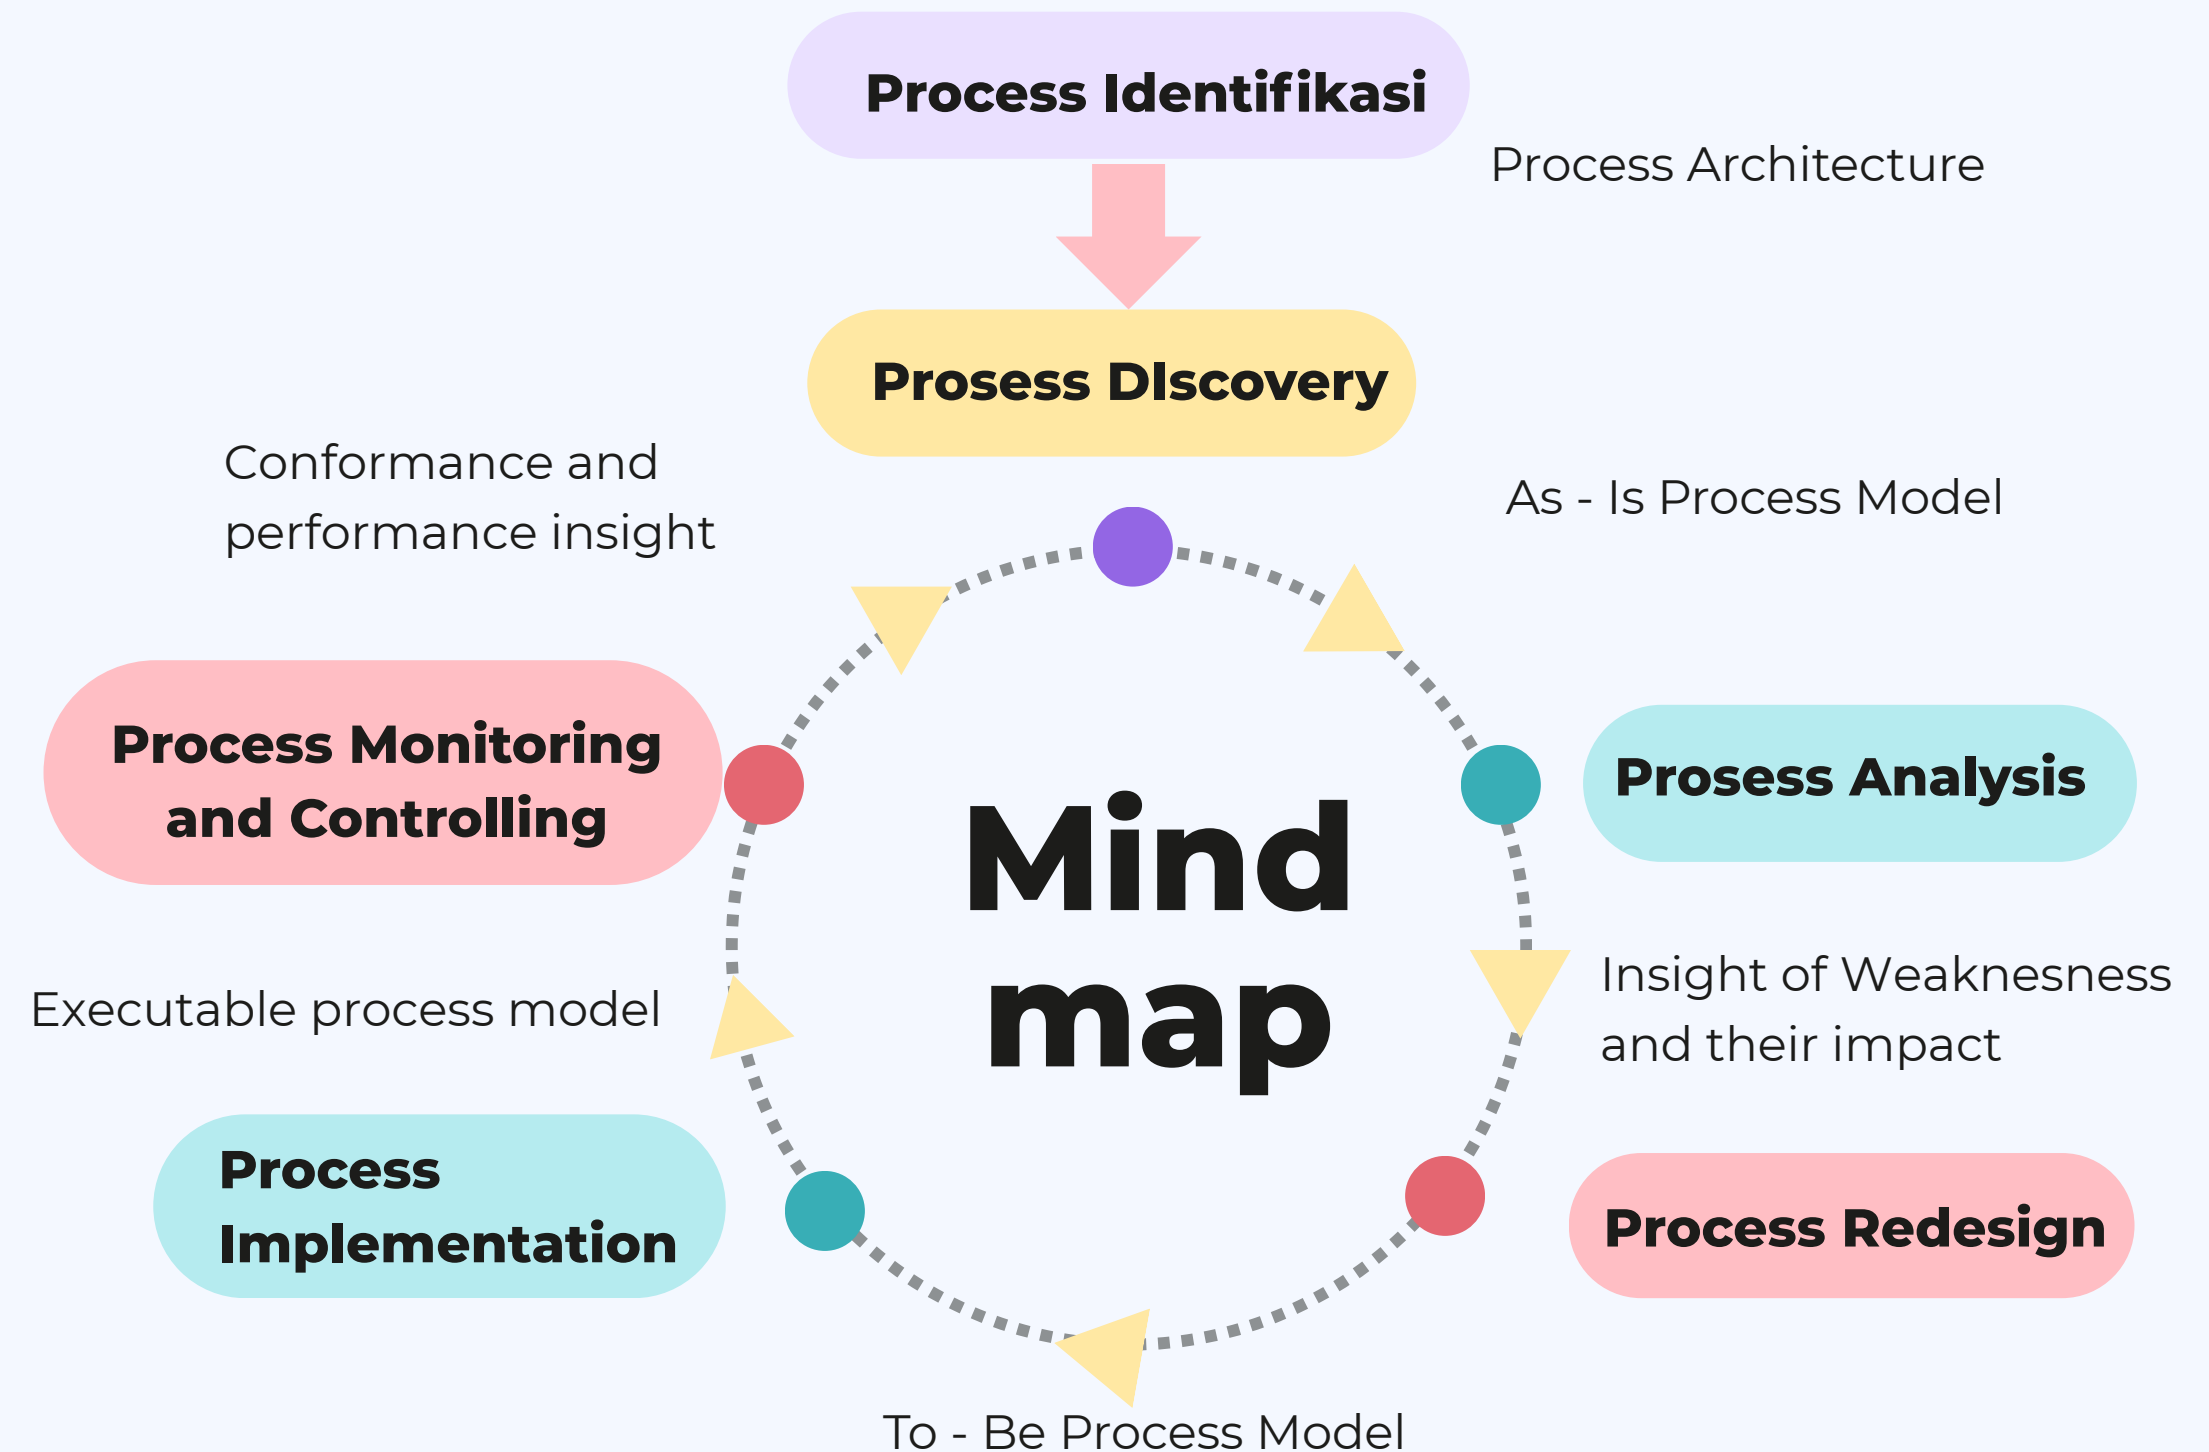 Process Identifikasi
Process Architecture
Prosess DIscovery
Conformance and
performance insight
As - Is Process Model
Process Monitoring
and Controlling
Prosess Analysis
Mind
map
Executable process model
Insight of Weaknesness
and their impact
Process
Implementation
Process Redesign
To - Be Process Model